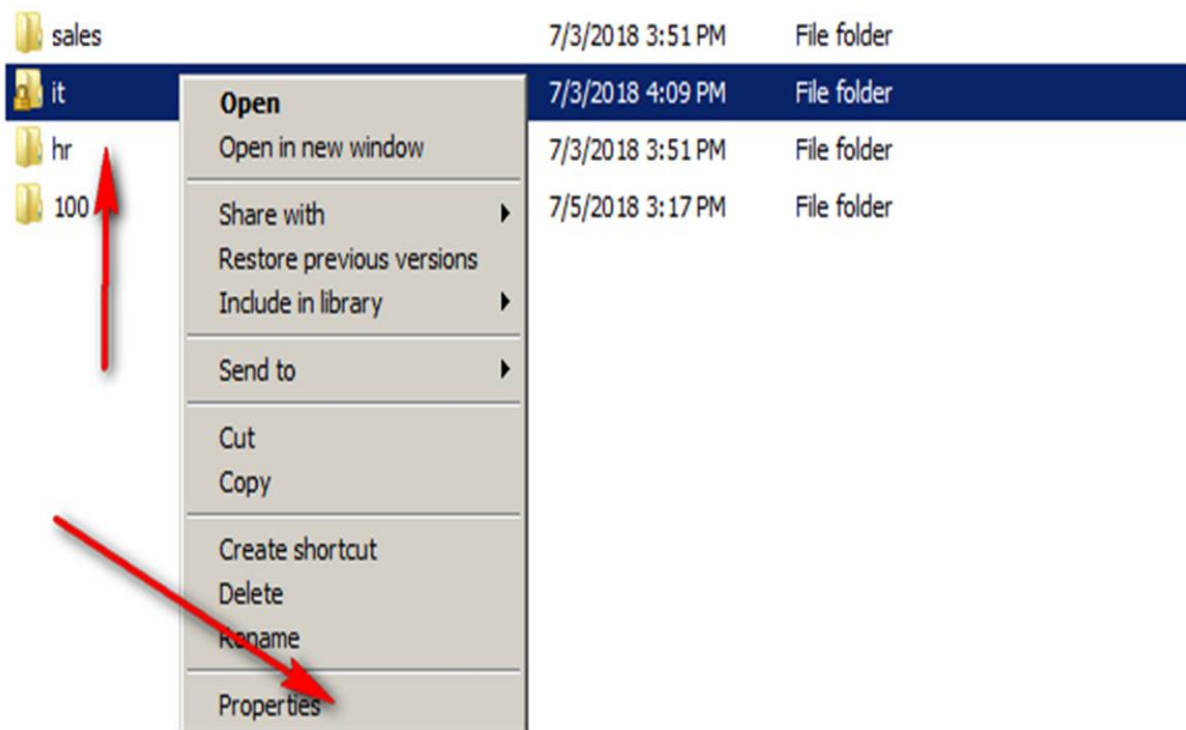 sales 7/3/2018 3:51 PM File folder
it 7/3/2018 4:09 PM File folder
hr 7/3/2018 3:51 PM File folder
100 7/5/2018 3:17 PM File folder
Open
Open in new window
Share with
Restore previous versions
Include in library
Send to
Cut
Copy
Create shortcut
Delete
Rename
Properties